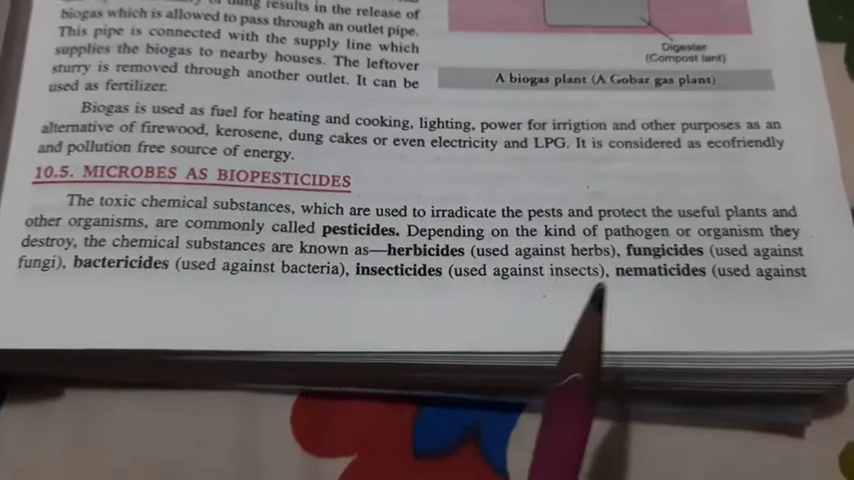 dung results in the release of
biogas which is allowed to pass through an outlet pipe.
This pipe is connected with the supply line which
supplies the biogas to nearby houses. The leftover
sturry is removed through another outlet. It can be
used as fertilizer.
Digester
(Compost tant)
A biogas plant (A Gobar gas plant)
Biogas is used as fuel for heating and cooking, lighting, power for irrigtion and other purposes as an
alternative of firewood, kerosene, dung cakes or even electricity and LPG. It is considered as ecofriendly
and pollution free source of energy.
10.5. MICROBES AS BIOPESTICIDES
The toxic chemical substances, which are used to irradicate the pests and protect the useful plants and
other organisms, are commonly called pesticides. Depending on the kind of pathogen or organism they
destroy, the chemical substances are known as—herbicides (used against herbs), fungicides (used against
fungi), bactericides (used against bacteria), insecticides (used against insects), nematicides (used against